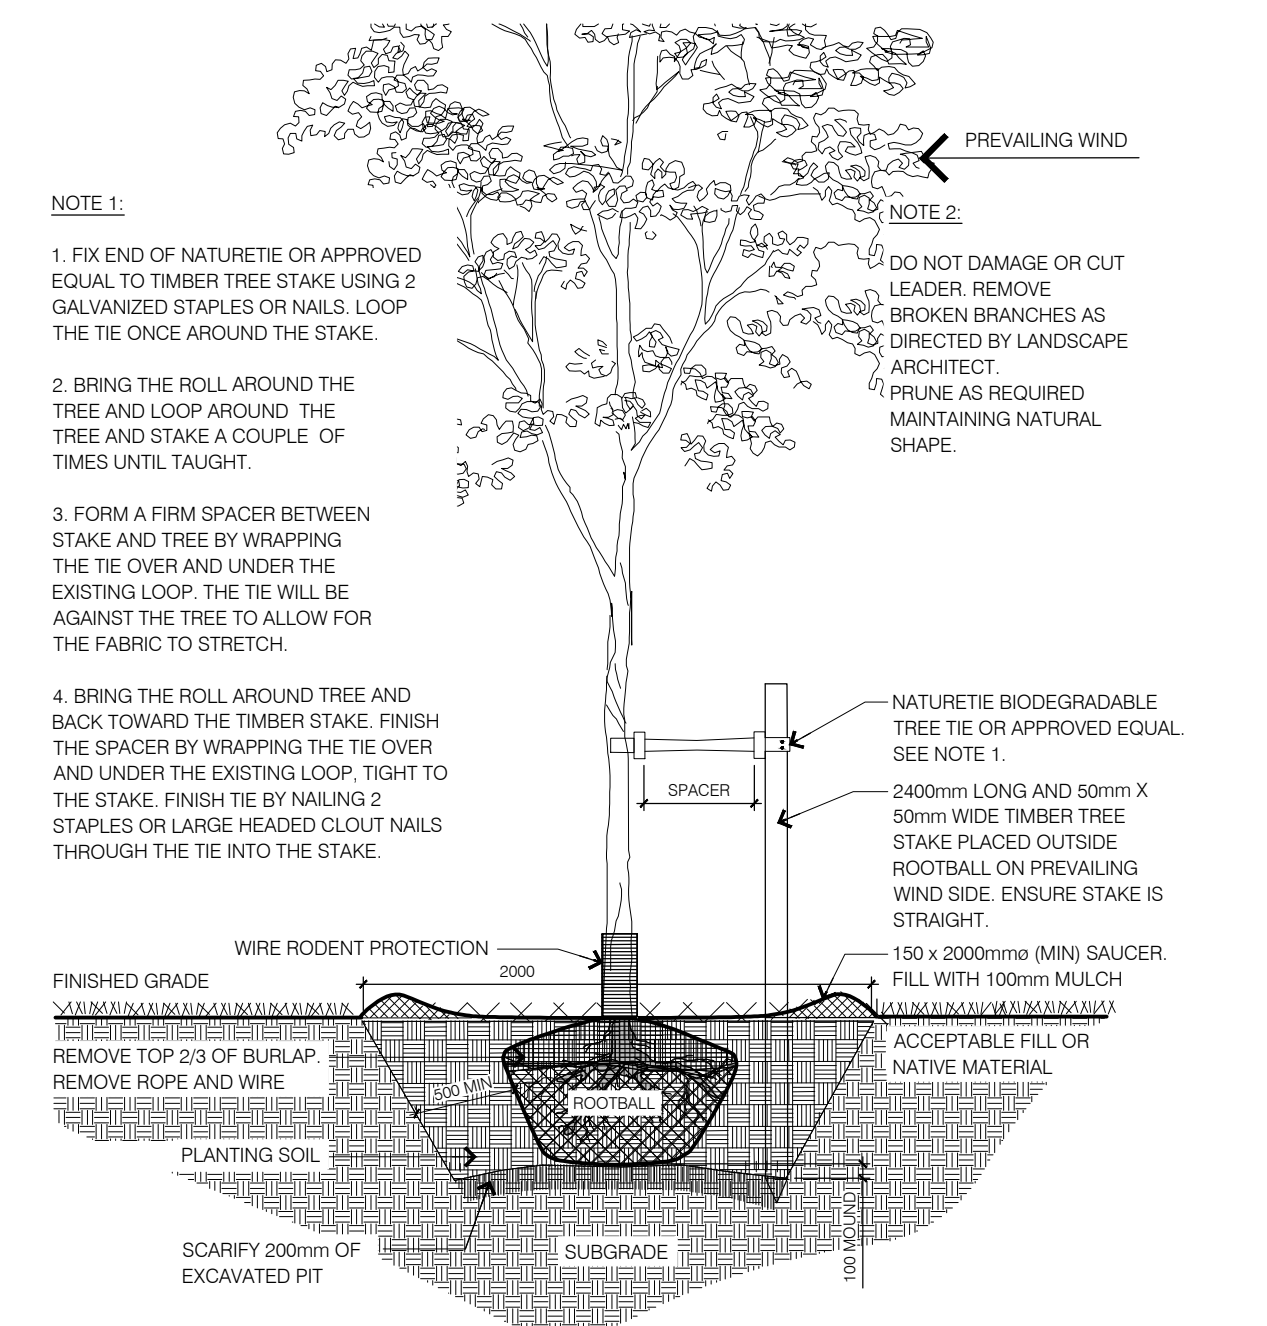 PREVAILING WIND
NOTE 1:
1. FIX END OF NATURETIE OR APPROVED
EQUAL TO TIMBER TREE STAKE USING 2
GALVANIZED STAPLES OR NAILS. LOOP
THE TIE ONCE AROUND THE STAKE.
2. BRING THE ROLL AROUND THE
TREE AND LOOP AROUND THE
TREE AND STAKE A COUPLE OF
TIMES UNTIL TAUGHT.
3. FORM A FIRM SPACER BETWEEN
STAKE AND TREE BY WRAPPING
THE TIE OVER AND UNDER THE
EXISTING LOOP. THE TIE WILL BE
AGAINST THE TREE TO ALLOW FOR
THE FABRIC TO STRETCH.
4. BRING THE ROLL AROUND TREE AND
BACK TOWARD THE TIMBER STAKE. FINISH
THE SPACER BY WRAPPING THE TIE OVER
AND UNDER THE EXISTING LOOP, TIGHT TO
THE STAKE. FINISH TIE BY NAILING 2
STAPLES OR LARGE HEADED CLOUT NAILS
THROUGH THE TIE INTO THE STAKE.
NOTE 2:
DO NOT DAMAGE OR CUT
LEADER. REMOVE
BROKEN BRANCHES AS
DIRECTED BY LANDSCAPE
ARCHITECT.
PRUNE AS REQUIRED
MAINTAINING NATURAL
SHAPE.
NATURETIE BIODEGRADABLE
TREE TIE OR APPROVED EQUAL.
SEE NOTE 1.
SPACER
2400mm LONG AND 50mm X
50mm WIDE TIMBER TREE
STAKE PLACED OUTSIDE
ROOTBALL ON PREVAILING
WIND SIDE. ENSURE STAKE IS
STRAIGHT.
WIRE RODENT PROTECTION
150 x 2000mmø (MIN) SAUCER.
FILL WITH 100mm MULCH
FINISHED GRADE
2000
REMOVE TOP 2/3 OF BURLAP.
REMOVE ROPE AND WIRE
ACCEPTABLE FILL OR
NATIVE MATERIAL
500 MIN
ROOTBALL
PLANTING SOIL
SCARIFY 200mm OF
EXCAVATED PIT
SUBGRADE
100 MOUND